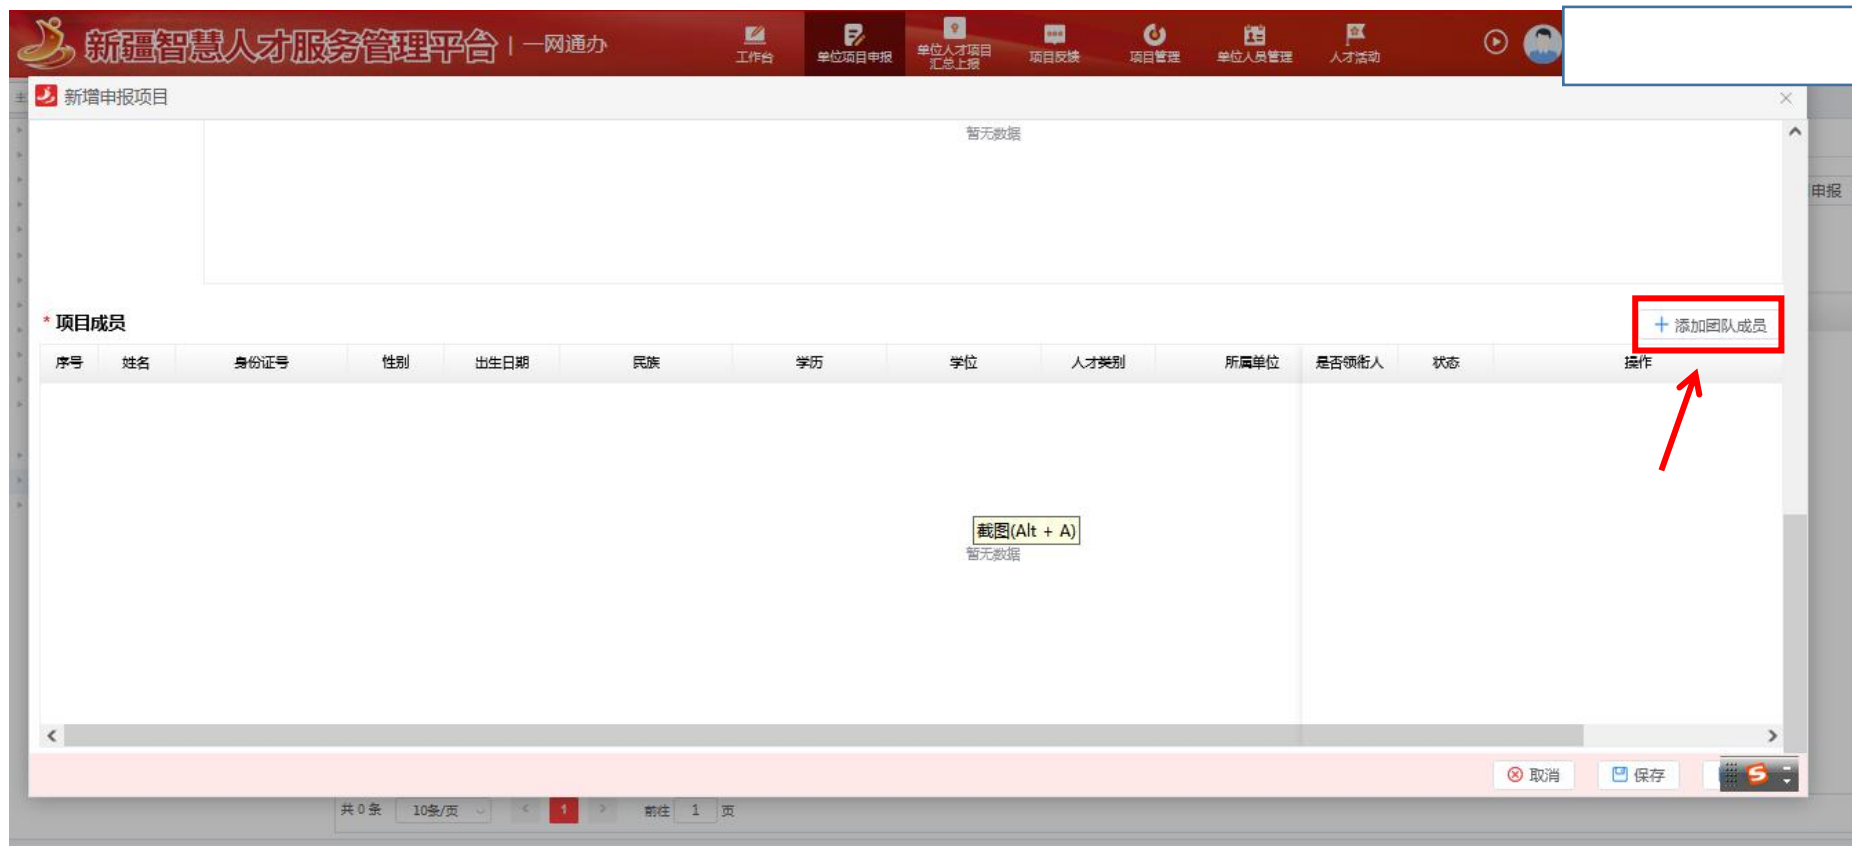 新疆智慧人才服务管理平台 | 一网通办
工作台
单位项目申报
单位人才项目
汇总上报
项目反馈
项目管理
单位人员管理
人才活动
主
新增申报项目
申报
暂无数据
* 项目成员
+ 添加团队成员
序号 姓名 身份证号 性别 出生日期 民族 学历 学位 人才类别 所属单位 是否领衔人 状态 操作
截图(Alt + A)
暂无数据
取消 保存
共 0 条 10条/页 < 1 > 前往 1 页